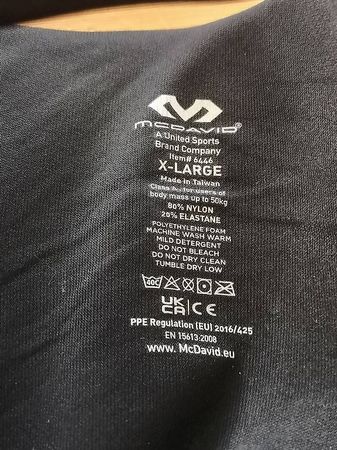 McDAVID
A United Sports
Brand Company
Item# 6446
X-LARGE
Made in Taiwan
for users of
body mass up to 50kg
80% NYLON
20% ELASTANE
POLYETHYLENE FOAM
MACHINE WASH WARM
MILD DETERGENT
DO NOT BLEACH
DO NOT DRY CLEAN
TUMBLE DRY LOW
40C
UK CA CE
PPE Regulation (EU) 2016/425
EN 15613:2008
www. McDavid.eu